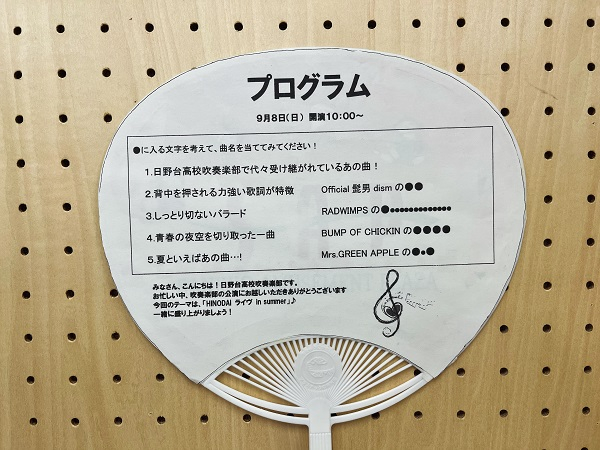 プログラム
9月8日(日) 開演10:00～
●に入る文字を考えて、曲名を当ててみてください!
1.日野台高校吹奏楽部で代々受け継がれているあの曲!
2.背中を押される力強い歌詞が特徴 Official 髭男 dism の●●
3.しっとり切ないバラード RADWIMPS の●●●●●●●●●●●●●●
4.青春の夜空を切り取った一曲 BUMP OF CHICKIN の●●●●
5.夏といえばあの曲…! Mrs.GREEN APPLE の●●●
みなさん、こんにちは!日野台高校吹奏楽部です。
お忙しい中、吹奏楽部の公演にお越しいただきありがとうございます
今回のテーマは、「HINODAI ライヴ in summer」♪
一緒に盛り上がりましょう!